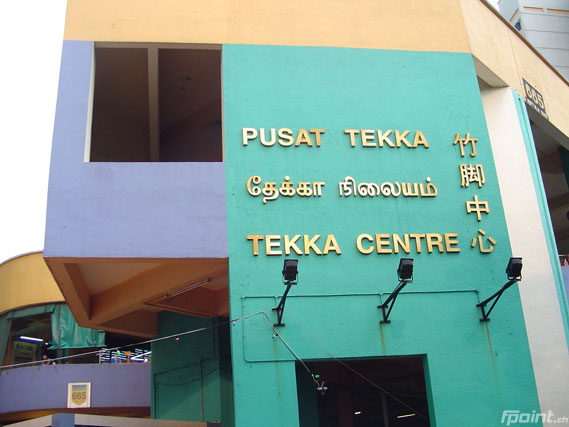 PUSAT TEKKA
தேக்கா நிலையம்
TEKKA CENTRE
竹脚中心
665
665
fpoint.ch